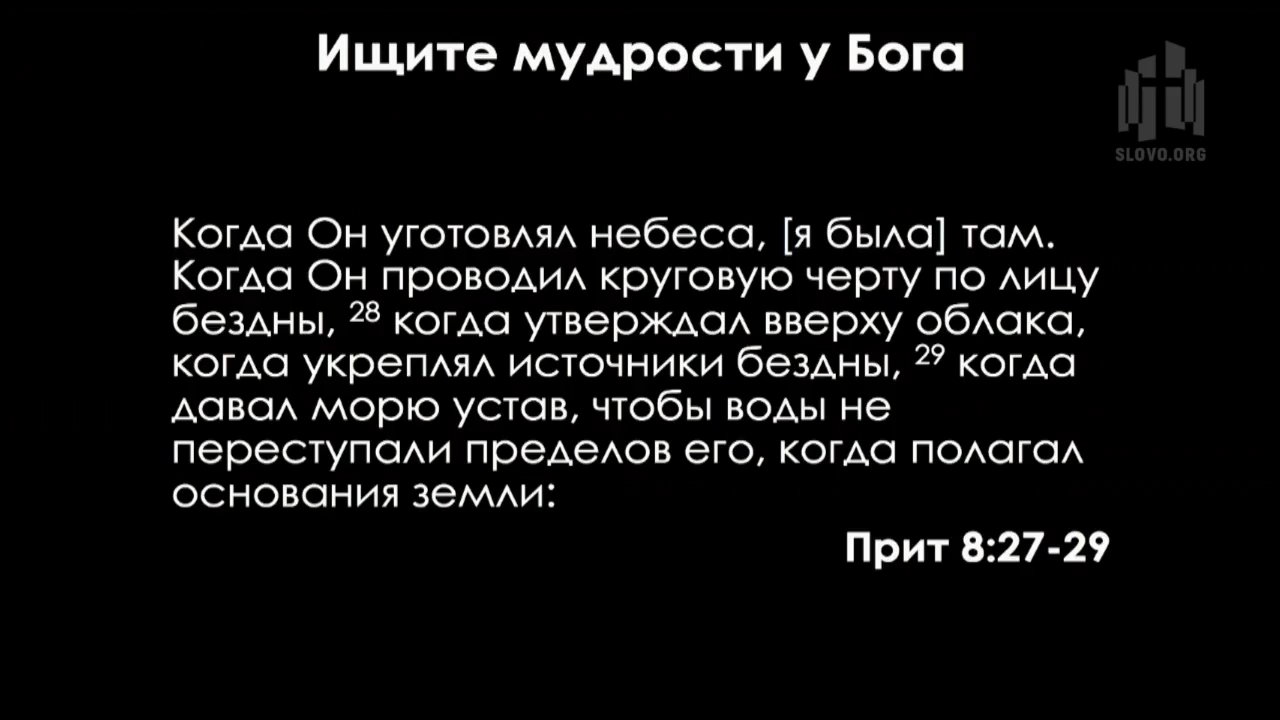 Ищите мудрости у Бога
SLOVO.ORG
Когда Он уготовлял небеса, [я была] там.
Когда Он проводил круговую черту по лицу
бездны, ²⁸ когда утверждал вверху облака,
когда укреплял источники бездны, ²⁹ когда
давал морю устав, чтобы воды не
переступали пределов его, когда полагал
основания земли:
Прит 8:27-29